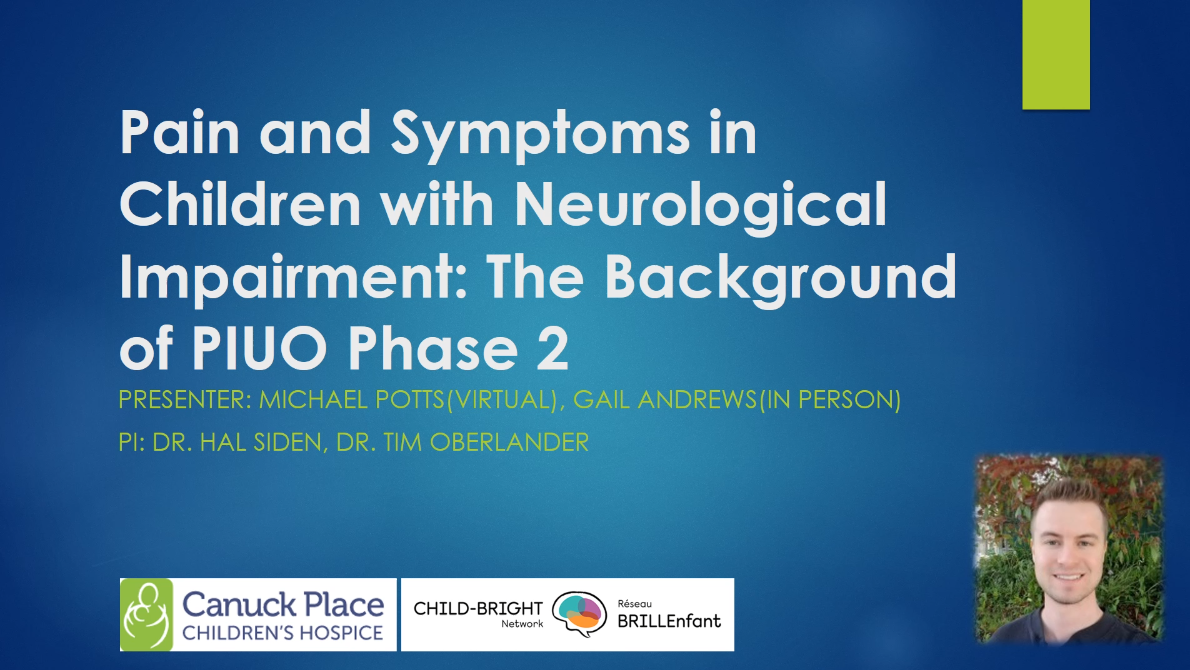 Pain and Symptoms in
Children with Neurological
Impairment: The Background
of PIUO Phase 2
PRESENTER: MICHAEL POTTS(VIRTUAL), GAIL ANDREWS(IN PERSON)
PI: DR. HAL SIDEN, DR. TIM OBERLANDER
Canuck Place
CHILDREN'S HOSPICE
CHILD-BRIGHT
Network
Réseau
BRILLEnfant